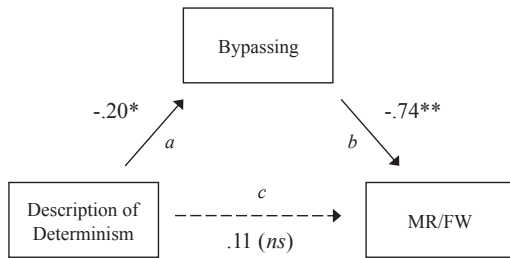 Bypassing
-.20*
-.74**
a
b
c
Description of
Determinism
MR/FW
.11 (ns)